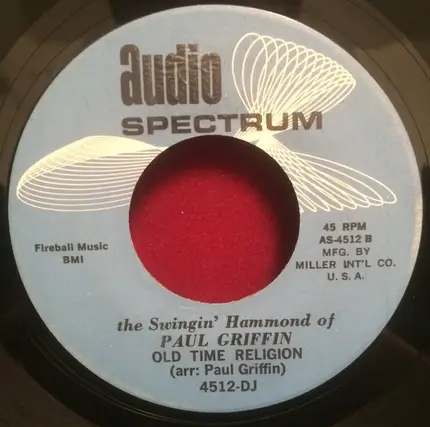 audio
SPECTRUM
Fireball Music
BMI
45 RPM
AS-4512 B
MFG. BY
MILLER INT'L CO.
U. S. A.
the Swingin' Hammond of
PAUL GRIFFIN
OLD TIME RELIGION
(arr: Paul Griffin)
4512-DJ